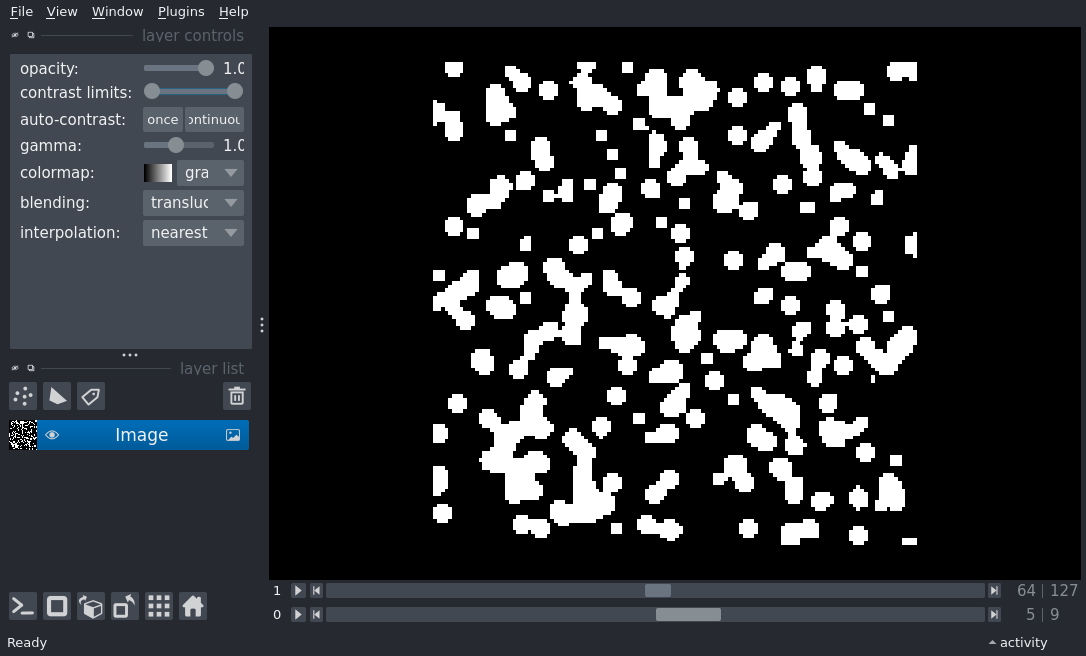 File View Window Plugins Help
layer controls
opacity: 1.0
contrast limits:
auto-contrast: once ontinuou
gamma: 1.0
colormap: gra
blending: transluc
interpolation: nearest
layer list
Image
1 64 | 127
0 5 | 9
Ready activity